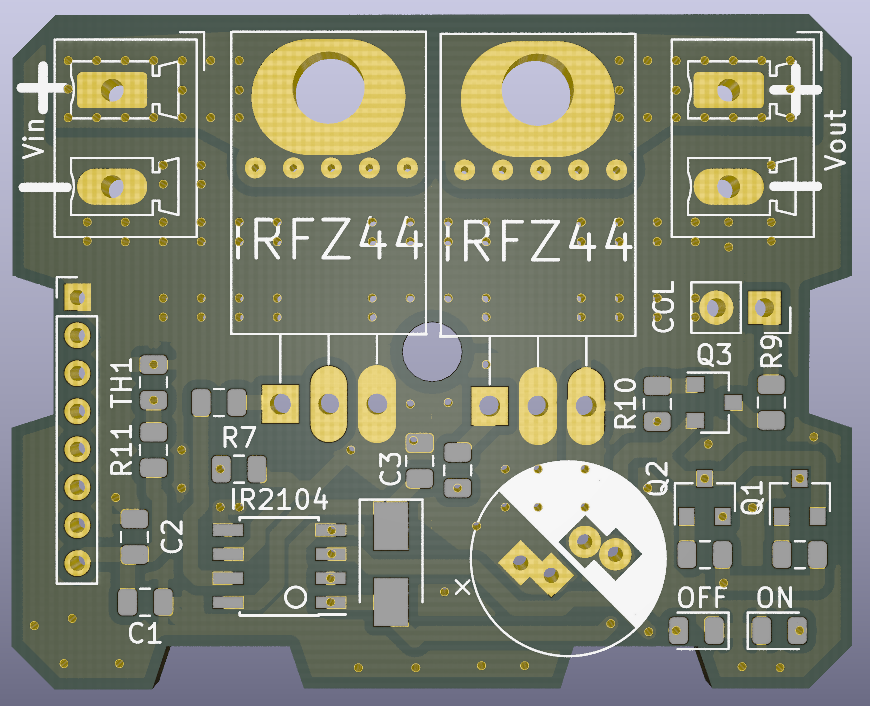 +
+
Vin
Vout
-
-
IRFZ44
IRFZ44
COL
Q3
R9
TH1
R10
R7
R11
C3
Q2
Q1
IR2104
C2
x
OFF
ON
C1